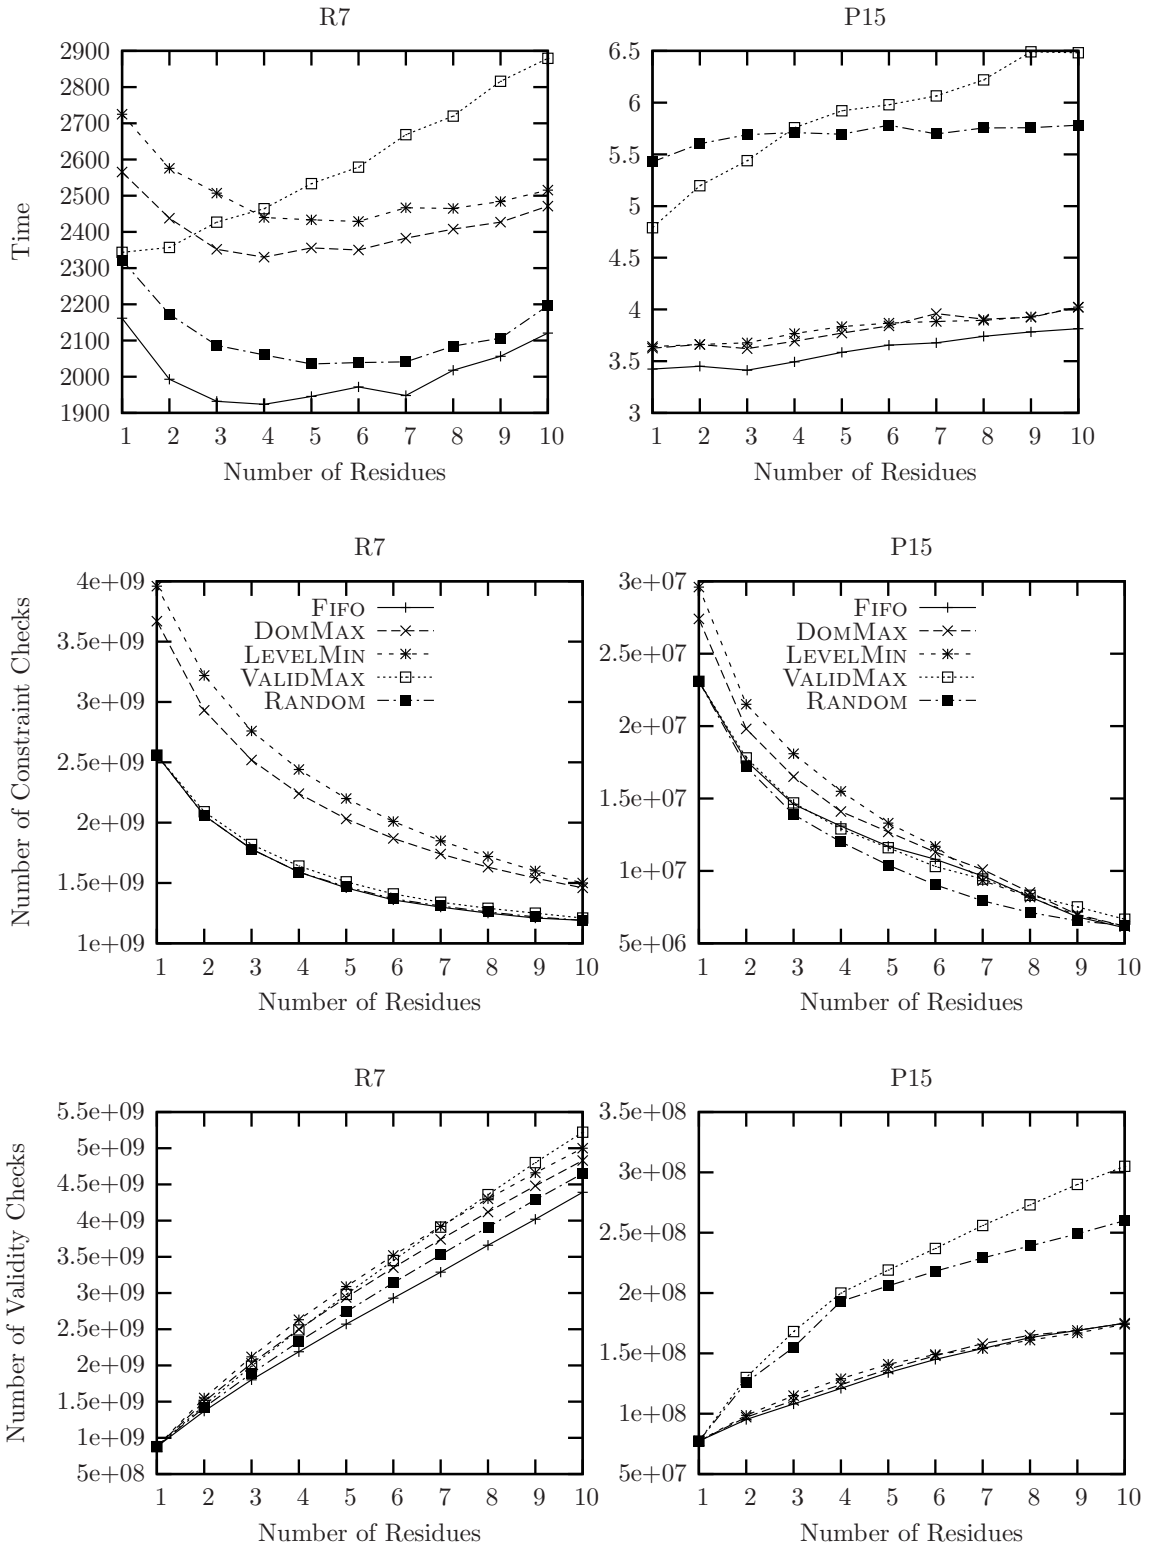 R7
P15
2900
2800
2700
2600
2500
2400
2300
2200
2100
2000
1900
Time
1 2 3 4 5 6 7 8 9 10
Number of Residues
6.5
6
5.5
5
4.5
4
3.5
3
1 2 3 4 5 6 7 8 9 10
Number of Residues
R7
P15
4e+09
3.5e+09
3e+09
2.5e+09
2e+09
1.5e+09
1e+09
Number of Constraint Checks
FIFO
DOMMAX
LEVELMIN
VALIDMAX
RANDOM
1 2 3 4 5 6 7 8 9 10
Number of Residues
3e+07
2.5e+07
2e+07
1.5e+07
1e+07
5e+06
FIFO
DOMMAX
LEVELMIN
VALIDMAX
RANDOM
1 2 3 4 5 6 7 8 9 10
Number of Residues
R7
P15
5.5e+09
5e+09
4.5e+09
4e+09
3.5e+09
3e+09
2.5e+09
2e+09
1.5e+09
1e+09
5e+08
Number of Validity Checks
1 2 3 4 5 6 7 8 9 10
Number of Residues
3.5e+08
3e+08
2.5e+08
2e+08
1.5e+08
1e+08
5e+07
1 2 3 4 5 6 7 8 9 10
Number of Residues